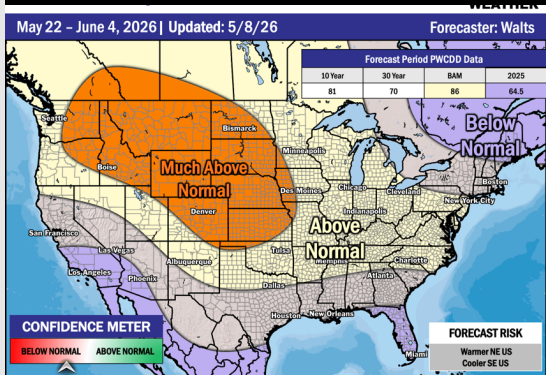 WEATHER
May 22 – June 4, 2026 | Updated: 5/8/26 Forecaster: Walts
Forecast Period PWCDD Data
10 Year 30 Year BAM 2025
81 70 86 64.5
Seattle
Bismarck
Below
Normal
Minneapolis
Boise
Much Above
Normal
Boston
Des Moines
Chicago
Cleveland
New York City
Denver
Indianapolis
San Francisco
Above
Normal
Las Vegas
Tulsa
Memphis
Charlotte
Albuquerque
Los Angeles
Phoenix
Atlanta
Dallas
Houston
New Orleans
Miami
CONFIDENCE METER
BELOW NORMAL ABOVE NORMAL
FORECAST RISK
Warmer NE US
Cooler SE US